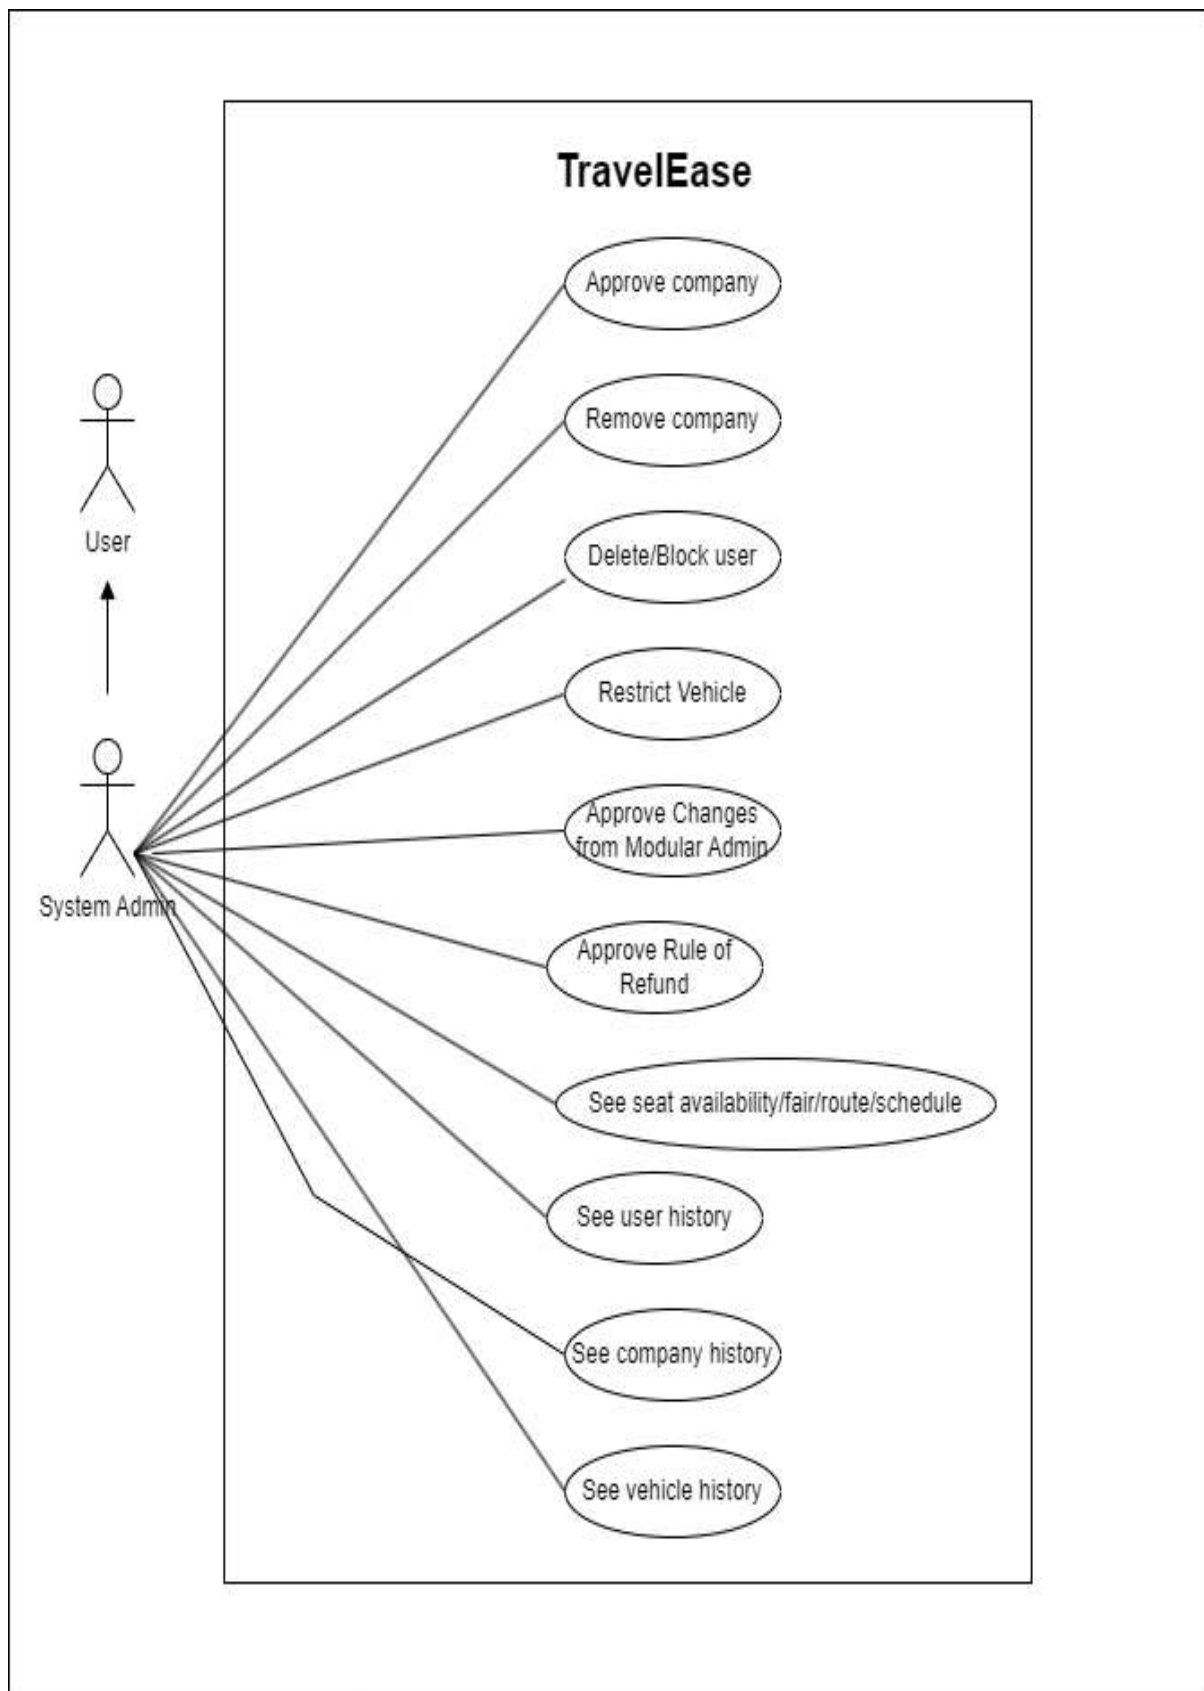 TravelEase
Approve company
Remove company
Delete/Block user
User
Restrict Vehicle
Approve Changes
from Modular Admin
System Admin
Approve Rule of
Refund
See seat availability/fair/route/schedule
See user history
See company history
See vehicle history